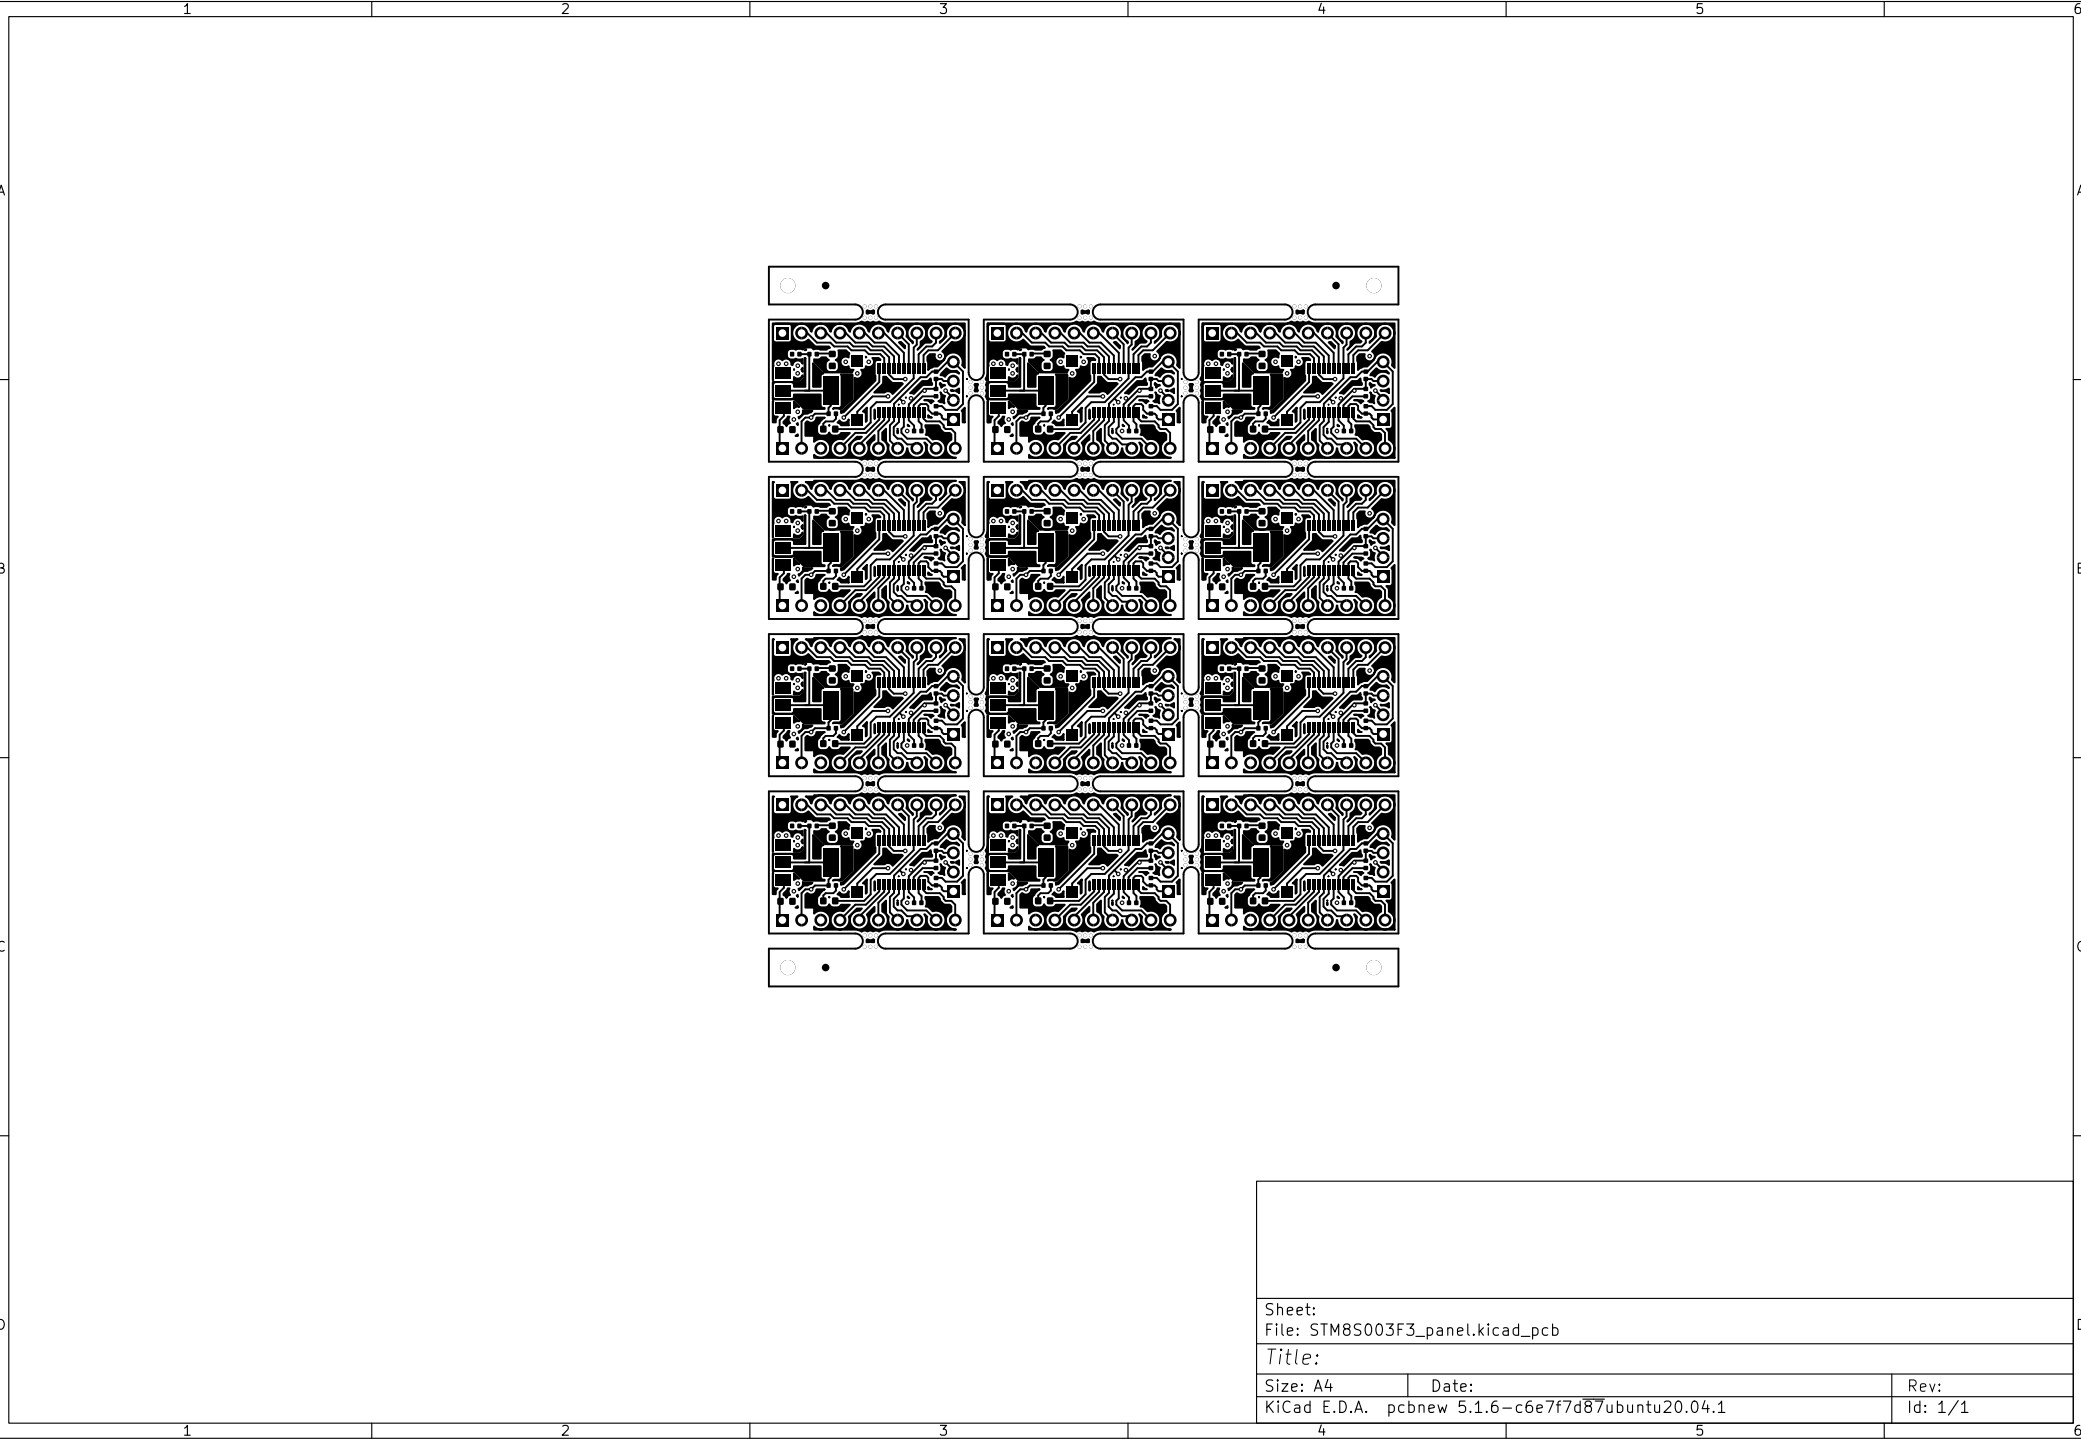 1 2 3 4 5 6
A A
B B
C C
D D
Sheet:
File: STM8S003F3_panel.kicad_pcb
Title:
Size: A4 Date: Rev:
KiCad E.D.A. pcbnew 5.1.6-c6e7f7d87ubuntu20.04.1 Id: 1/1
1 2 3 4 5 6